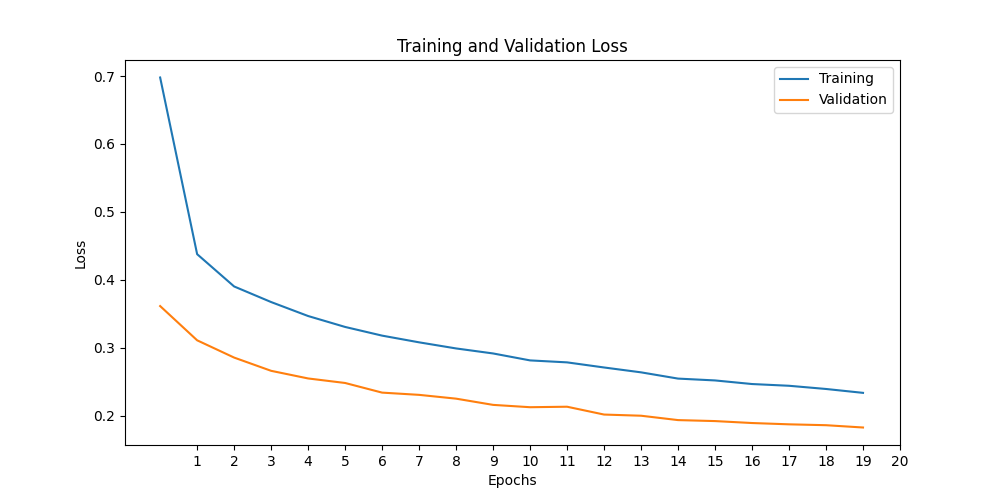 Training and Validation Loss
Training
Validation
0.7
0.6
0.5
0.4
0.3
0.2
Loss
1 2 3 4 5 6 7 8 9 10 11 12 13 14 15 16 17 18 19 20
Epochs